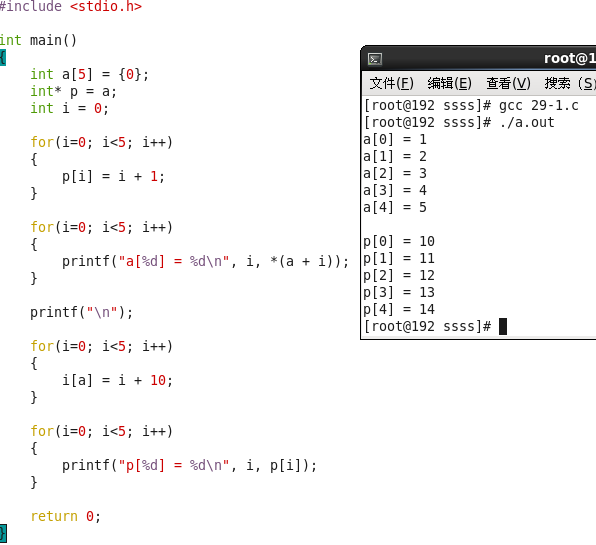 #include <stdio.h>
int main()
{
int a[5] = {0};
int* p = a;
int i = 0;
for(i=0; i<5; i++)
{
p[i] = i + 1;
}
for(i=0; i<5; i++)
{
printf("a[%d] = %d\n", i, *(a + i));
}
printf("\n");
for(i=0; i<5; i++)
{
i[a] = i + 10;
}
for(i=0; i<5; i++)
{
printf("p[%d] = %d\n", i, p[i]);
}
return 0;
}
root@1
文件(F) 编辑(E) 查看(V) 搜索 (S)
[root@192 ssss]# gcc 29-1.c
[root@192 ssss]# ./a.out
a[0] = 1
a[1] = 2
a[2] = 3
a[3] = 4
a[4] = 5
p[0] = 10
p[1] = 11
p[2] = 12
p[3] = 13
p[4] = 14
[root@192 ssss]#